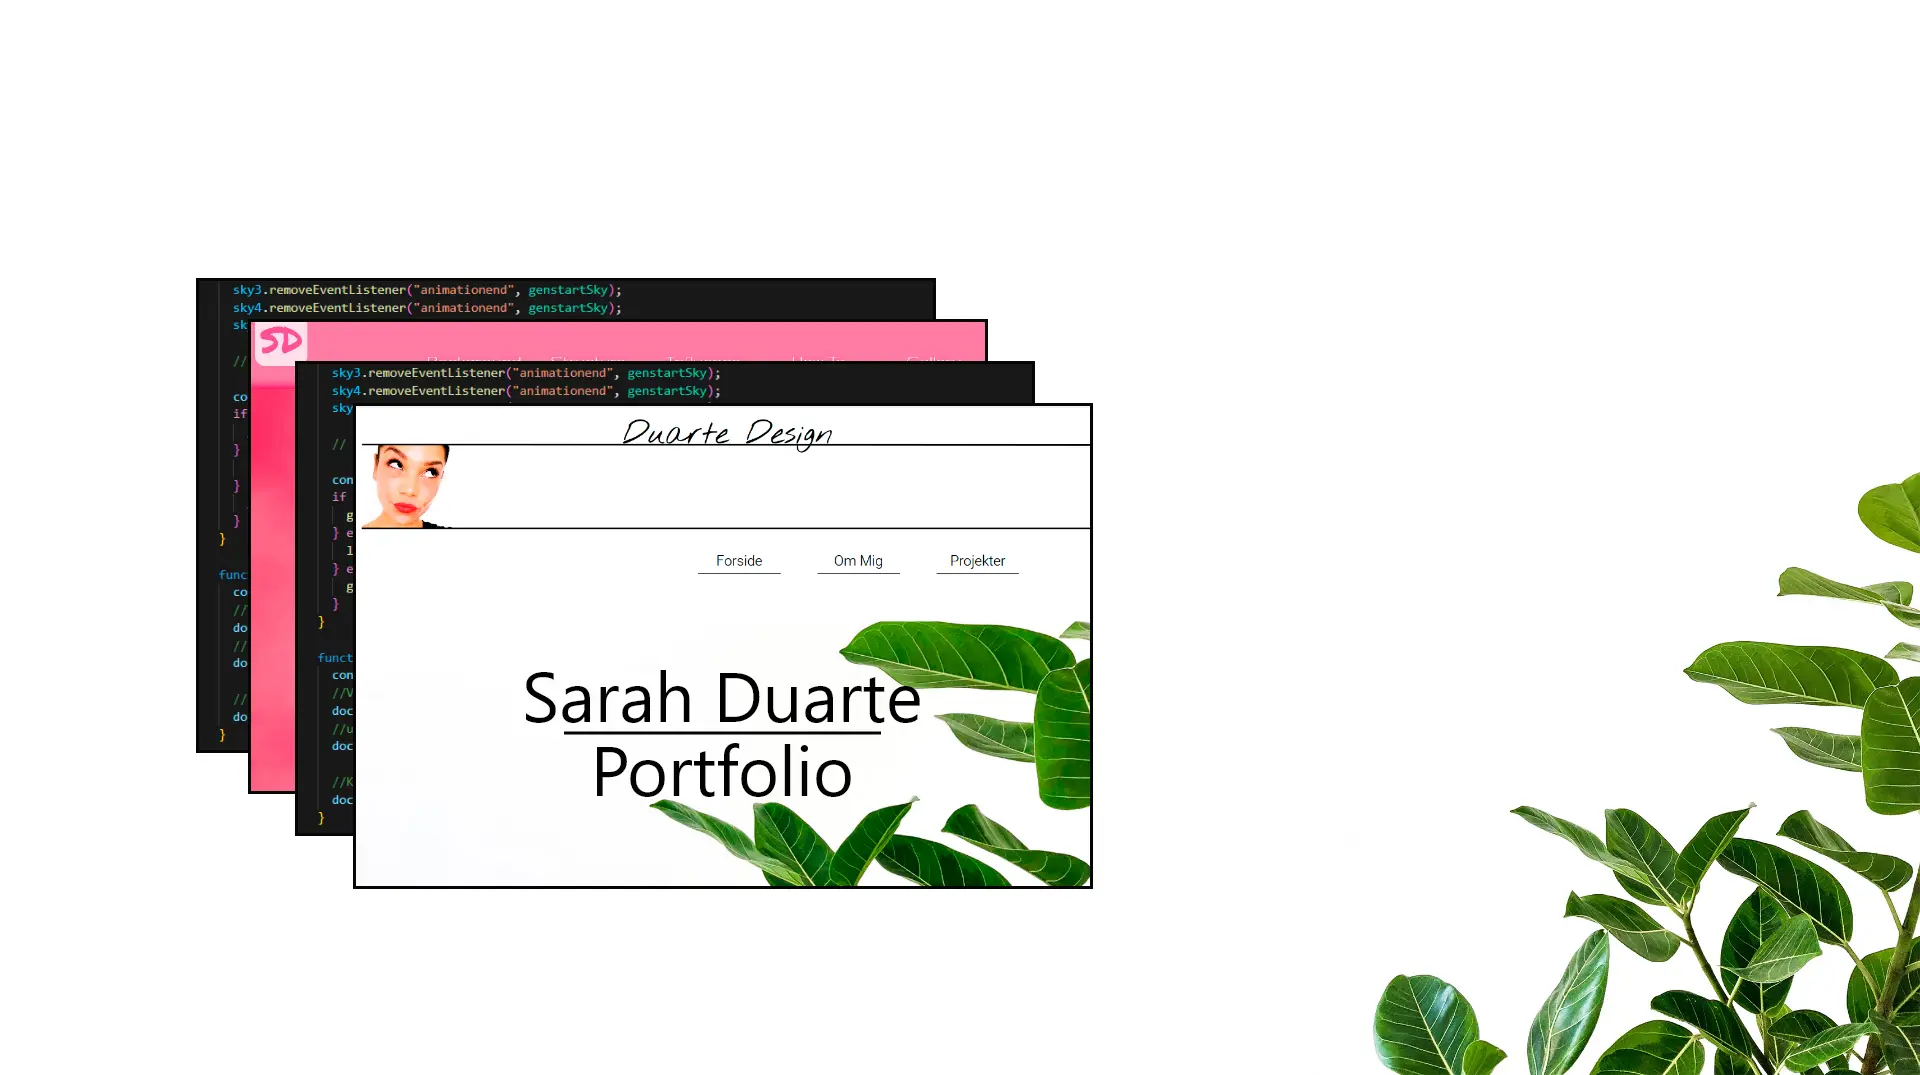 sky3.removeEventListener("animationend", genstartSky);
sky4.removeEventListener("animationend", genstartSky);
sk
//
co
if
}
}
}
}
func
co
//
do
//
do
//
do
}
SD
sky3.removeEventListener("animationend", genstartSky);
sky4.removeEventListener("animationend", genstartSky);
sky
//
con
if
g
} e
l
} e
g
}
}
funct
con
//V
doc
//u
doc
//K
doc
}
Duarte Design
Forside Om Mig Projekter
Sarah Duarte
Portfolio